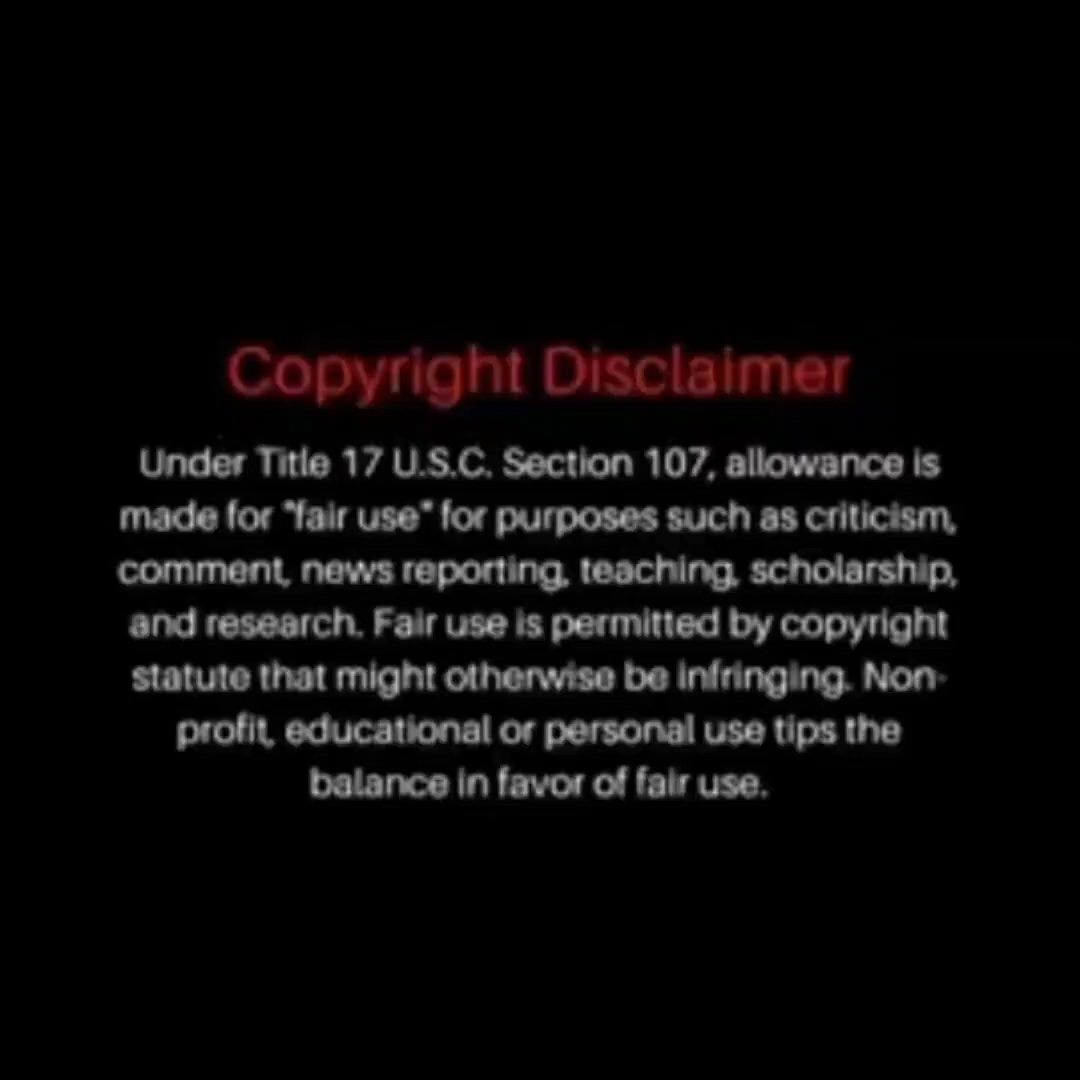 Copyright Disclaimer
Under Title 17 U.S.C. Section 107, allowance is
made for "fair use" for purposes such as criticism,
comment, news reporting, teaching, scholarship,
and research. Fair use is permitted by copyright
statute that might otherwise be infringing. Non-
profit, educational or personal use tips the
balance in favor of fair use.